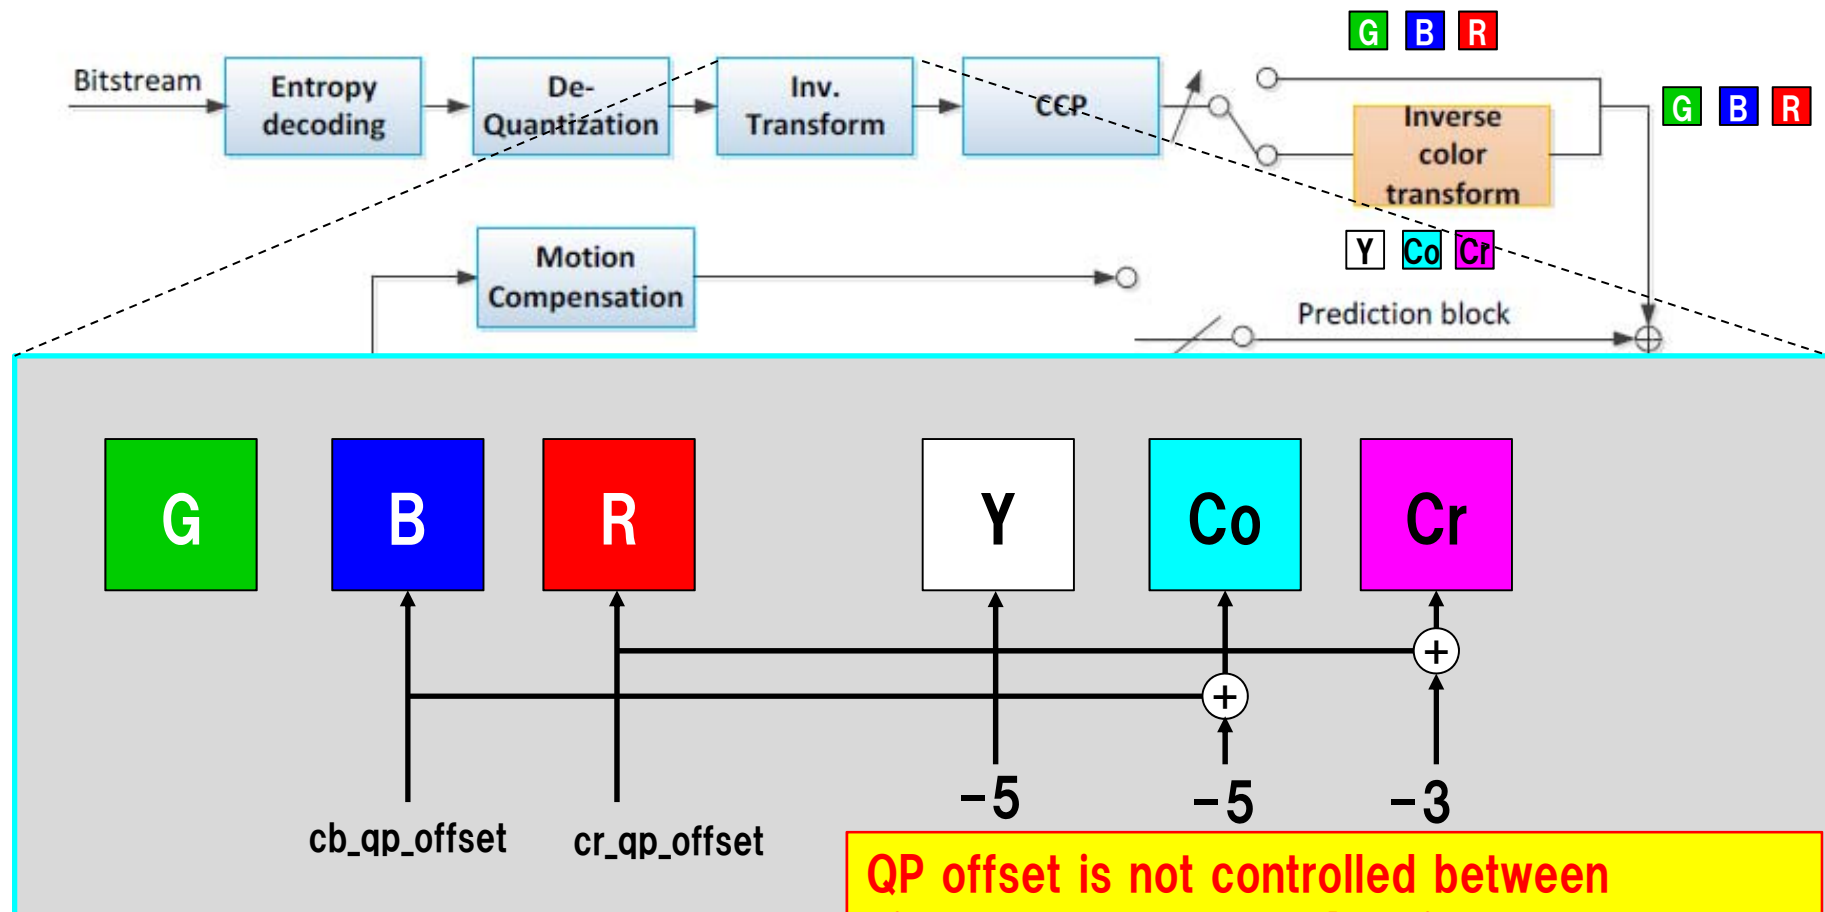 G B R
Bitstream
Entropy
decoding
De-
Quantization
Inv.
Transform
CCP
Inverse
color
transform
G B R
Y Co Cr
Motion
Compensation
Prediction block
G B R Y Co Cr
+
+
-5 -5 -3
cb_qp_offset cr_qp_offset
QP offset is not controlled between